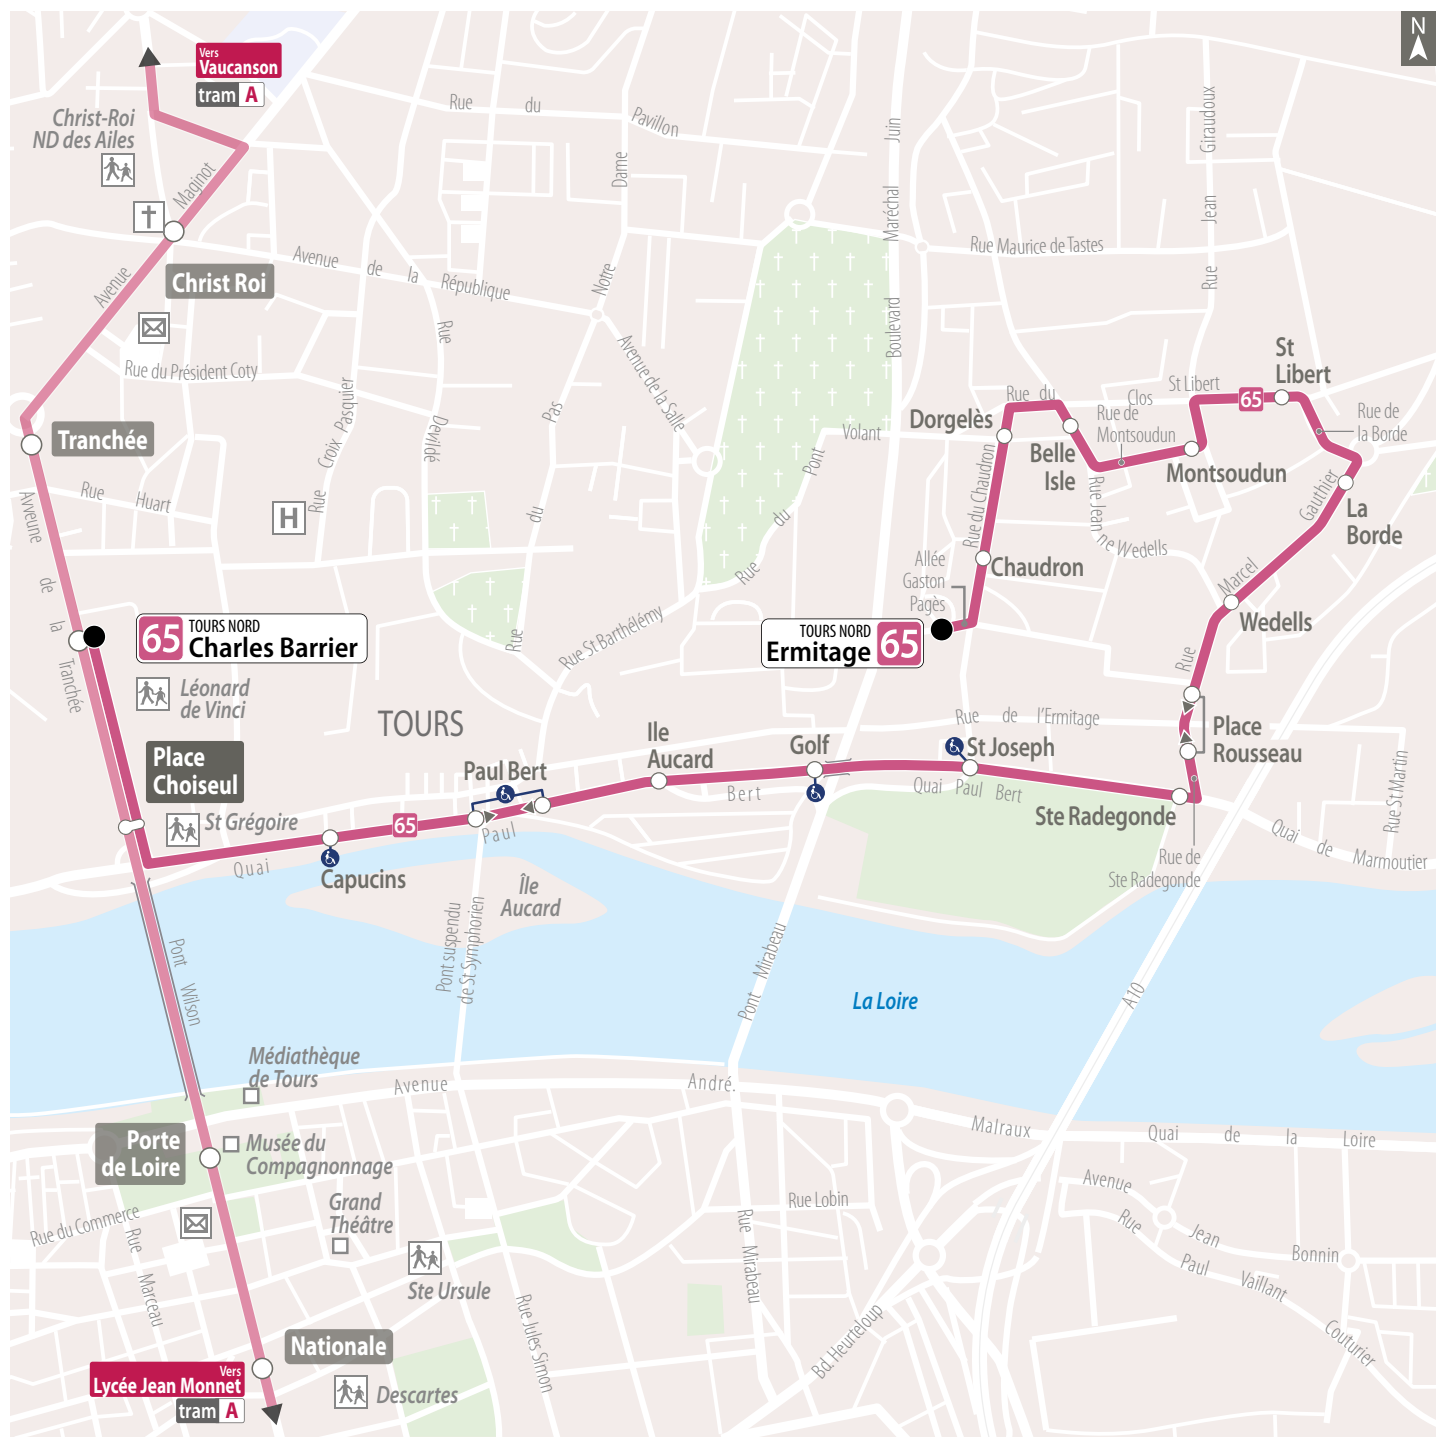 N
Vers
Vaucanson
tram A
Christ-Roi
ND des Ailes
Maginot
Avenue
Christ Roi
Rue du Pavillon
Dame
Notre
Pas
du
Rue
Juin
Maréchal
Boulevard
Giraudoux
Jean
Rue
Rue Maurice de Tastes
Avenue de la République
Rue
Devildé
Rue du Président Coty
Rue Croix Pasquier
Avenue de la Salle
Tranchée
Rue Huart
H
Avveune
de
la
Tranchée
Volant
Pont
du
Rue
Rue St Barthélémy
St
Libert
St Libert
65
Clos
Rue du
Rue de
Montsoudun
Rue de
la Borde
Dorgelès
Belle
Isle
Montsoudun
La
Borde
Gauthier
Marcel
Rue
Rue du Chaudron
Rue Jeanne Wedells
Chaudron
Allée
Gaston
Pagès
Wedells
65 TOURS NORD
Charles Barrier
TOURS NORD
Ermitage 65
Léonard
de Vinci
TOURS
Place
Choiseul
St Grégoire
Paul Bert
Ile
Aucard
Golf
St Joseph
Rue de l'Ermitage
Place
Rousseau
Ste Radegonde
Rue St Martin
Quai Paul Bert
Bert
Paul
65
Quai
Capucins
Île
Aucard
Quai de Marmoutier
Rue de
Ste Radegonde
Pont suspendu
de St Symphorien
Pont Wilson
Pont Mirabeau
La Loire
A10
Médiathèque
de Tours
Avenue André Malraux
Quai de la Loire
Porte
de Loire
Musée du
Compagnonnage
Grand
Théâtre
Rue du Commerce
Rue Marceau
Ste Ursule
Rue Lobin
Rue Mirabeau
Rue Jules Simon
Bd. Heurteloup
Avenue Jean Bonnin
Rue Paul Vaillant Couturier
Nationale
Vers
Lycée Jean Monnet
tram A
Descartes